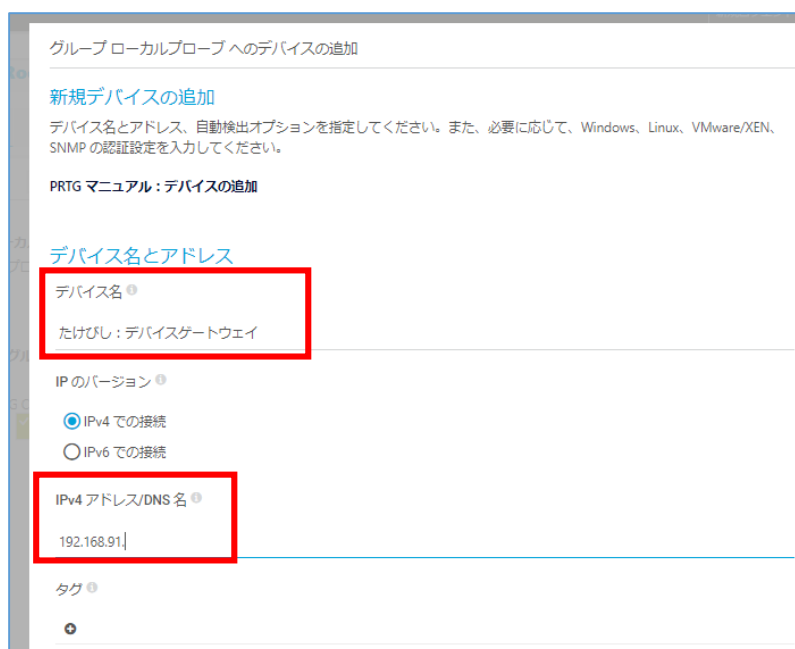 グループ ローカルプローブ へのデバイスの追加
新規デバイスの追加
デバイス名とアドレス、自動検出オプションを指定してください。また、必要に応じて、Windows、Linux、VMware/XEN、
SNMP の認証設定を入力してください。
PRTG マニュアル：デバイスの追加
デバイス名とアドレス
デバイス名
たけびし：デバイスゲートウェイ
IP のバージョン
IPv4 での接続
IPv6 での接続
IPv4 アドレス/DNS 名
192.168.91.
タグ